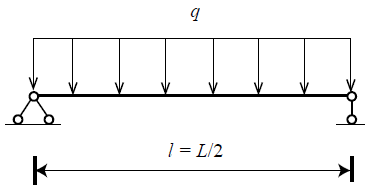 q
l = L/2